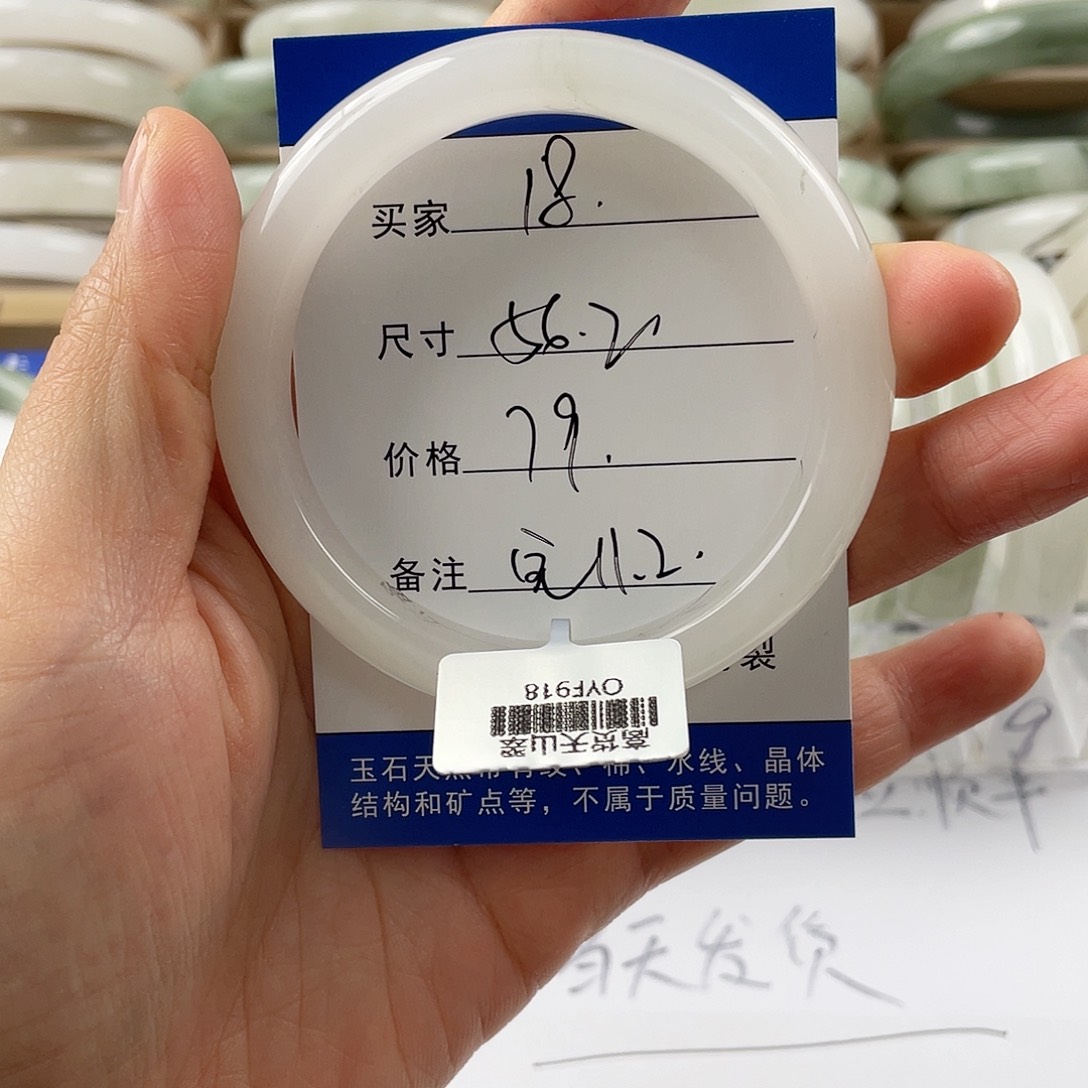 买家 18.
尺寸 56.2
价格 79.
备注 宽11.2.
裂
OYF918
高货天山翠
玉石天然带有纹、棉、水线、晶体
结构和矿点等，不属于质量问题。
9
当天发货